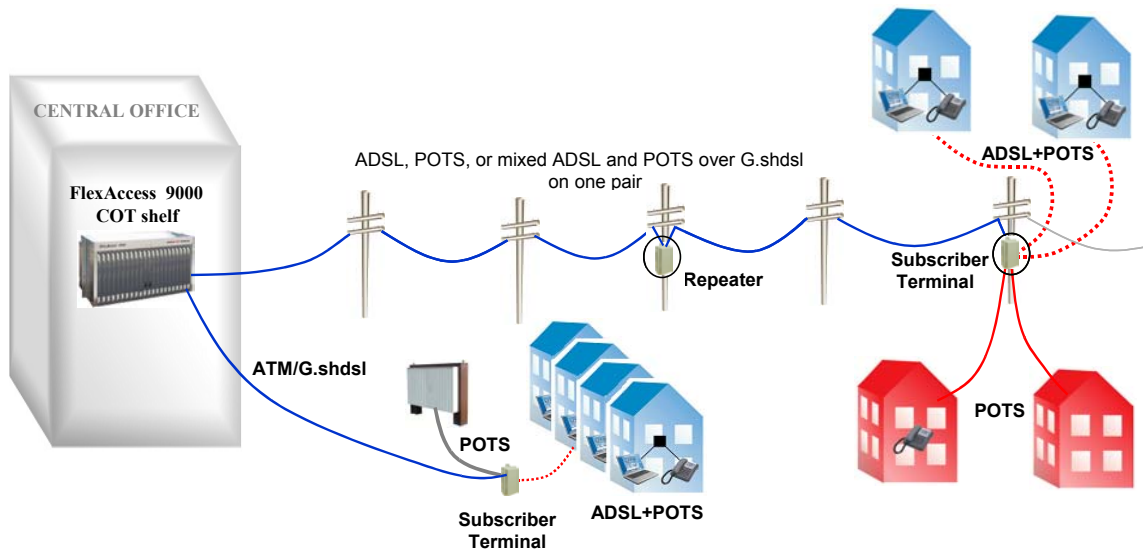 CENTRAL OFFICE
FlexAccess 9000
COT shelf
ADSL, POTS, or mixed ADSL and POTS over G.shdsl
on one pair
ADSL+POTS
Repeater
Subscriber
Terminal
ATM/G.shdsl
POTS
POTS
ADSL+POTS
Subscriber
Terminal